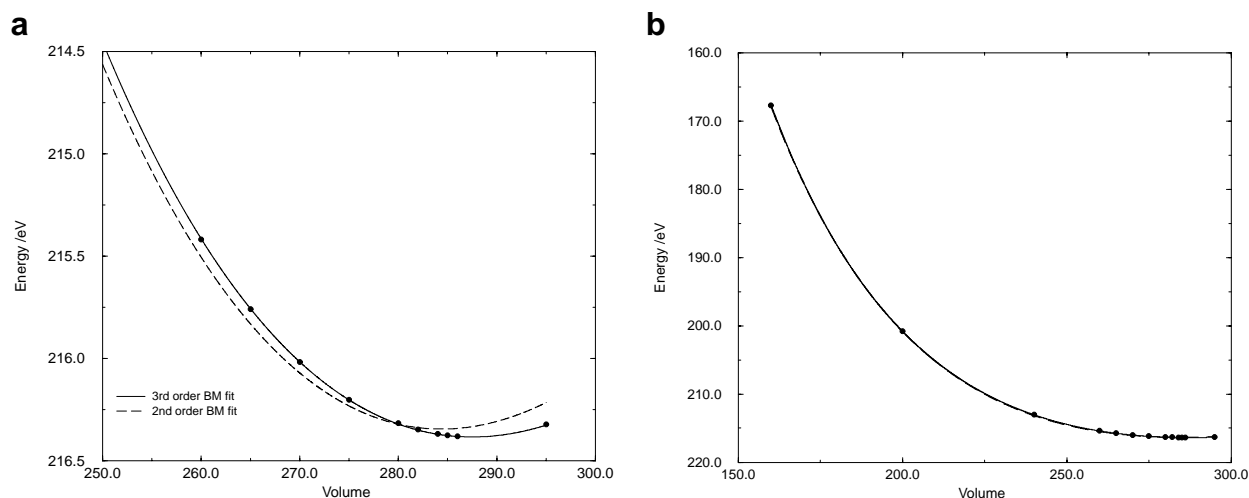 a
214.5
215.0
215.5
216.0
216.5
Energy /eV
3rd order BM fit
2nd order BM fit
250.0 260.0 270.0 280.0 290.0 300.0
Volume
b
160.0
170.0
180.0
190.0
200.0
210.0
220.0
Energy /eV
150.0 200.0 250.0 300.0
Volume